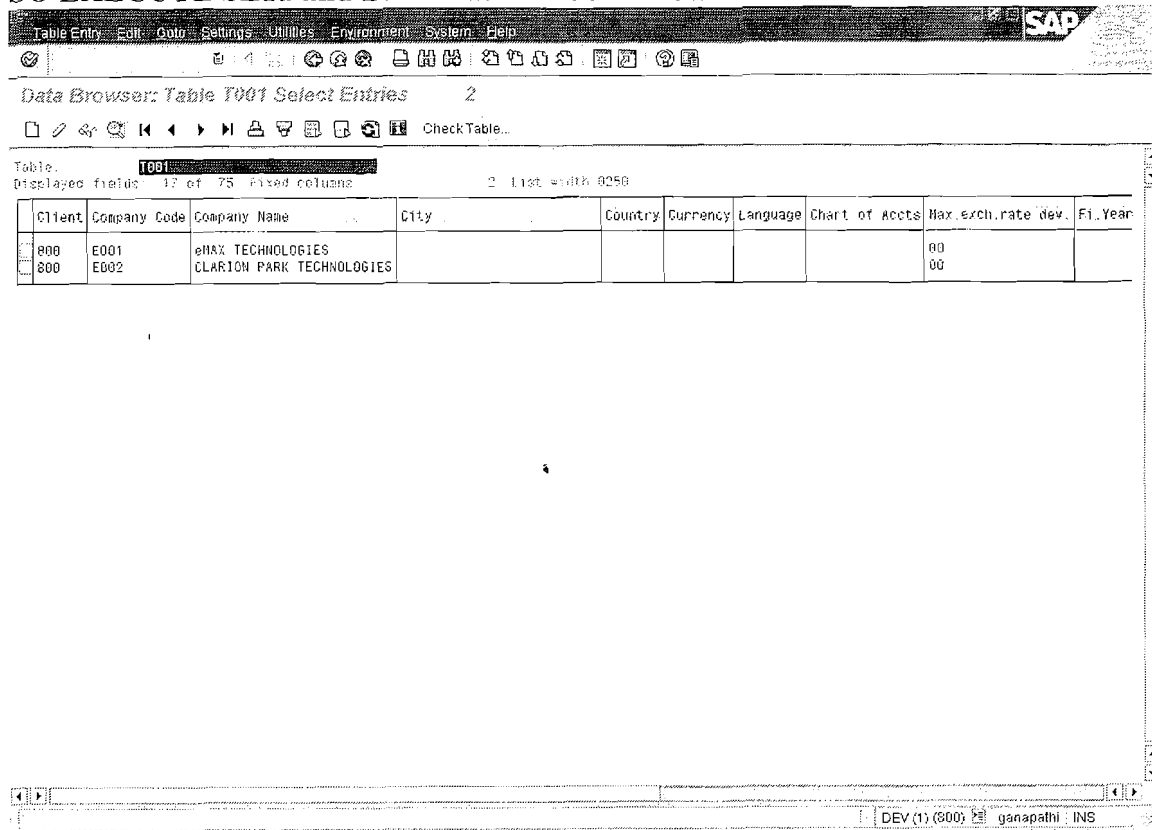 SAP
Table Entry Edit Goto Settings Utilities Environment System Help
Data Browser: Table T001 Select Entries 2
Check Table...
Table: T001
Displayed fields: 17 of 75 Fixed columns: 2 List width 0250
Client Company Code Company Name City Country Currency Language Chart of Accts Max.exch.rate dev. Fi.Year
800 E001 eMAX TECHNOLOGIES 00
800 E002 CLARION PARK TECHNOLOGIES 00
DEV (1) (800) ganapathi INS